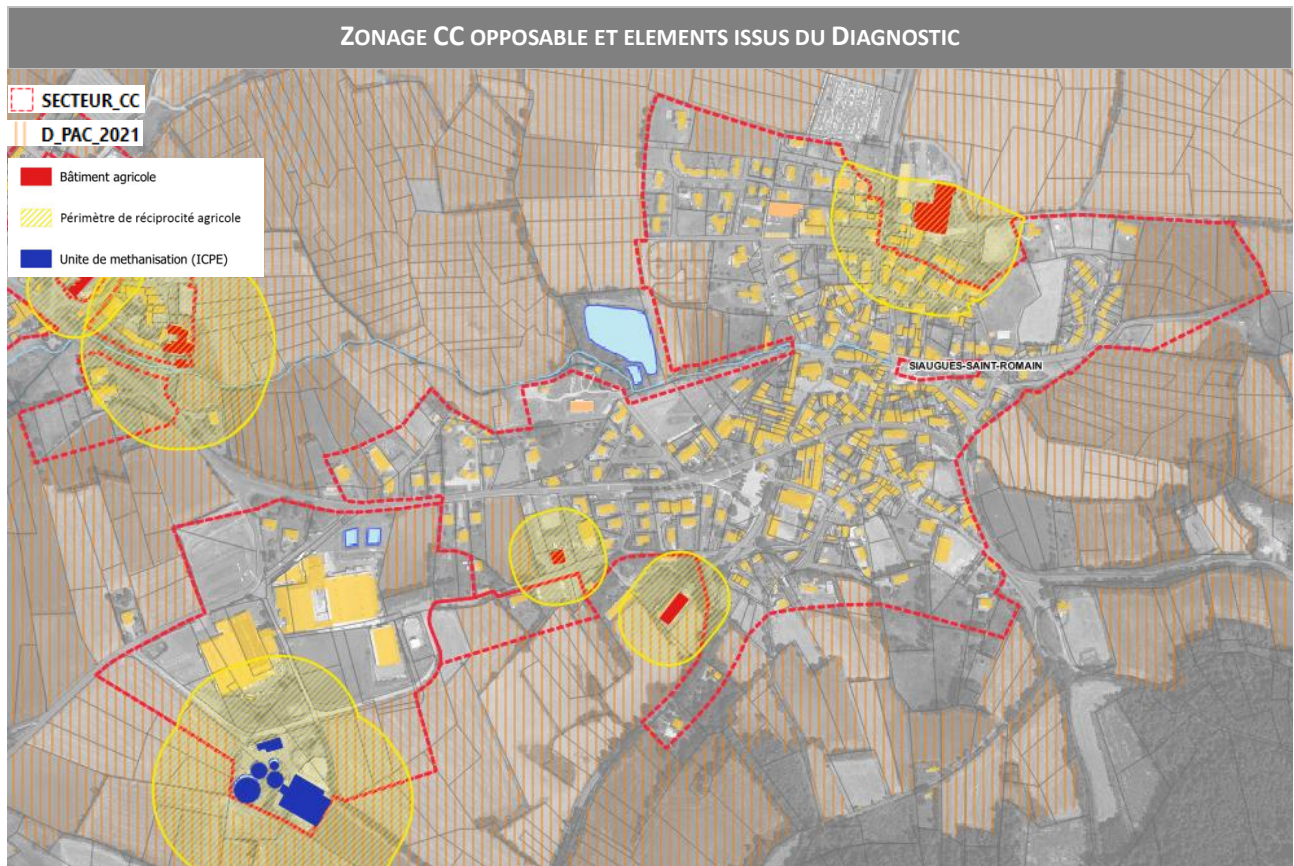 ZONAGE CC OPPOSABLE ET ELEMENTS ISSUS DU DIAGNOSTIC
SECTEUR_CC
D_PAC_2021
Bâtiment agricole
Périmètre de réciprocité agricole
Unite de methanisation (ICPE)
SIAUGUES-SAINT-ROMAIN